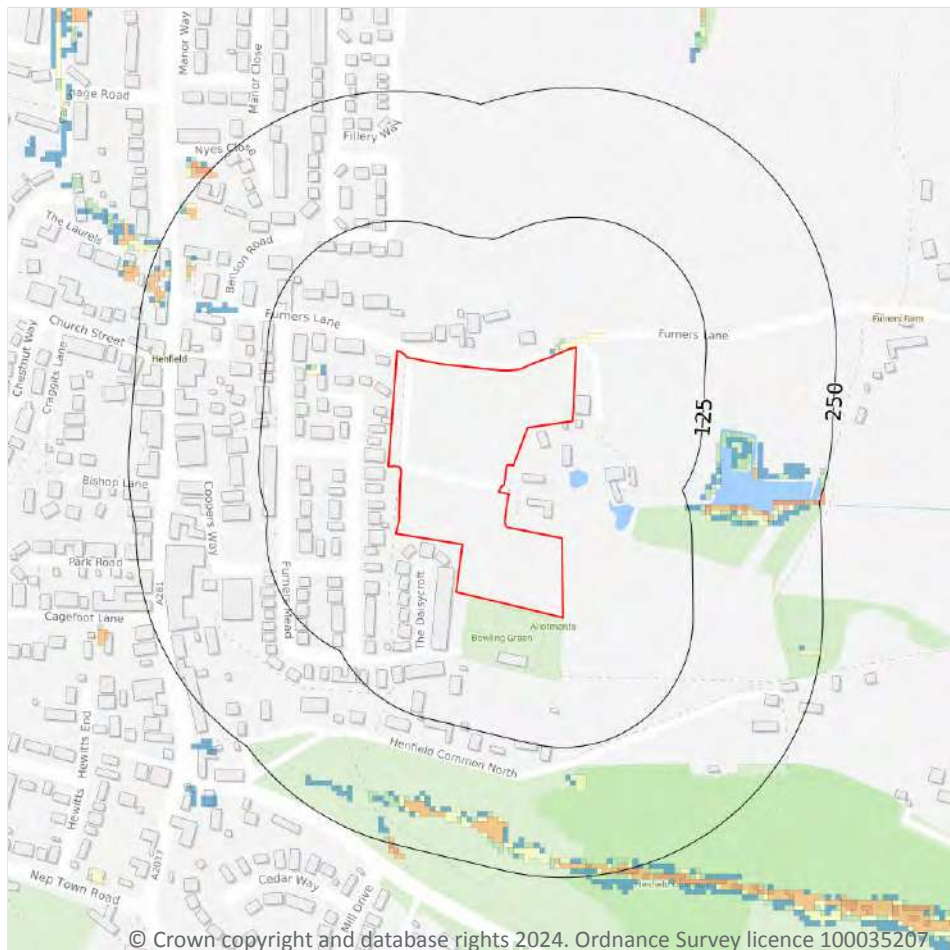 Manor Way
Manor Close
nage Road
Fillery Way
Nyes Close
The Laurels
Benson Road
Church Street
Furners Lane
Furners Lane
Furners Farm
Chestnut Way
Craggits Lane
Henfield
125
250
Bishop Lane
Coopers Way
Park Road
A281
Cagefoot Lane
Furners Mead
The Daisycroft
Allotments
Bowling Green
Henfield Common North
Hewitts End
A2037
Cedar Way
Mill Drive
Nep Town Road
© Crown copyright and database rights 2024. Ordnance Survey licence 100035207.